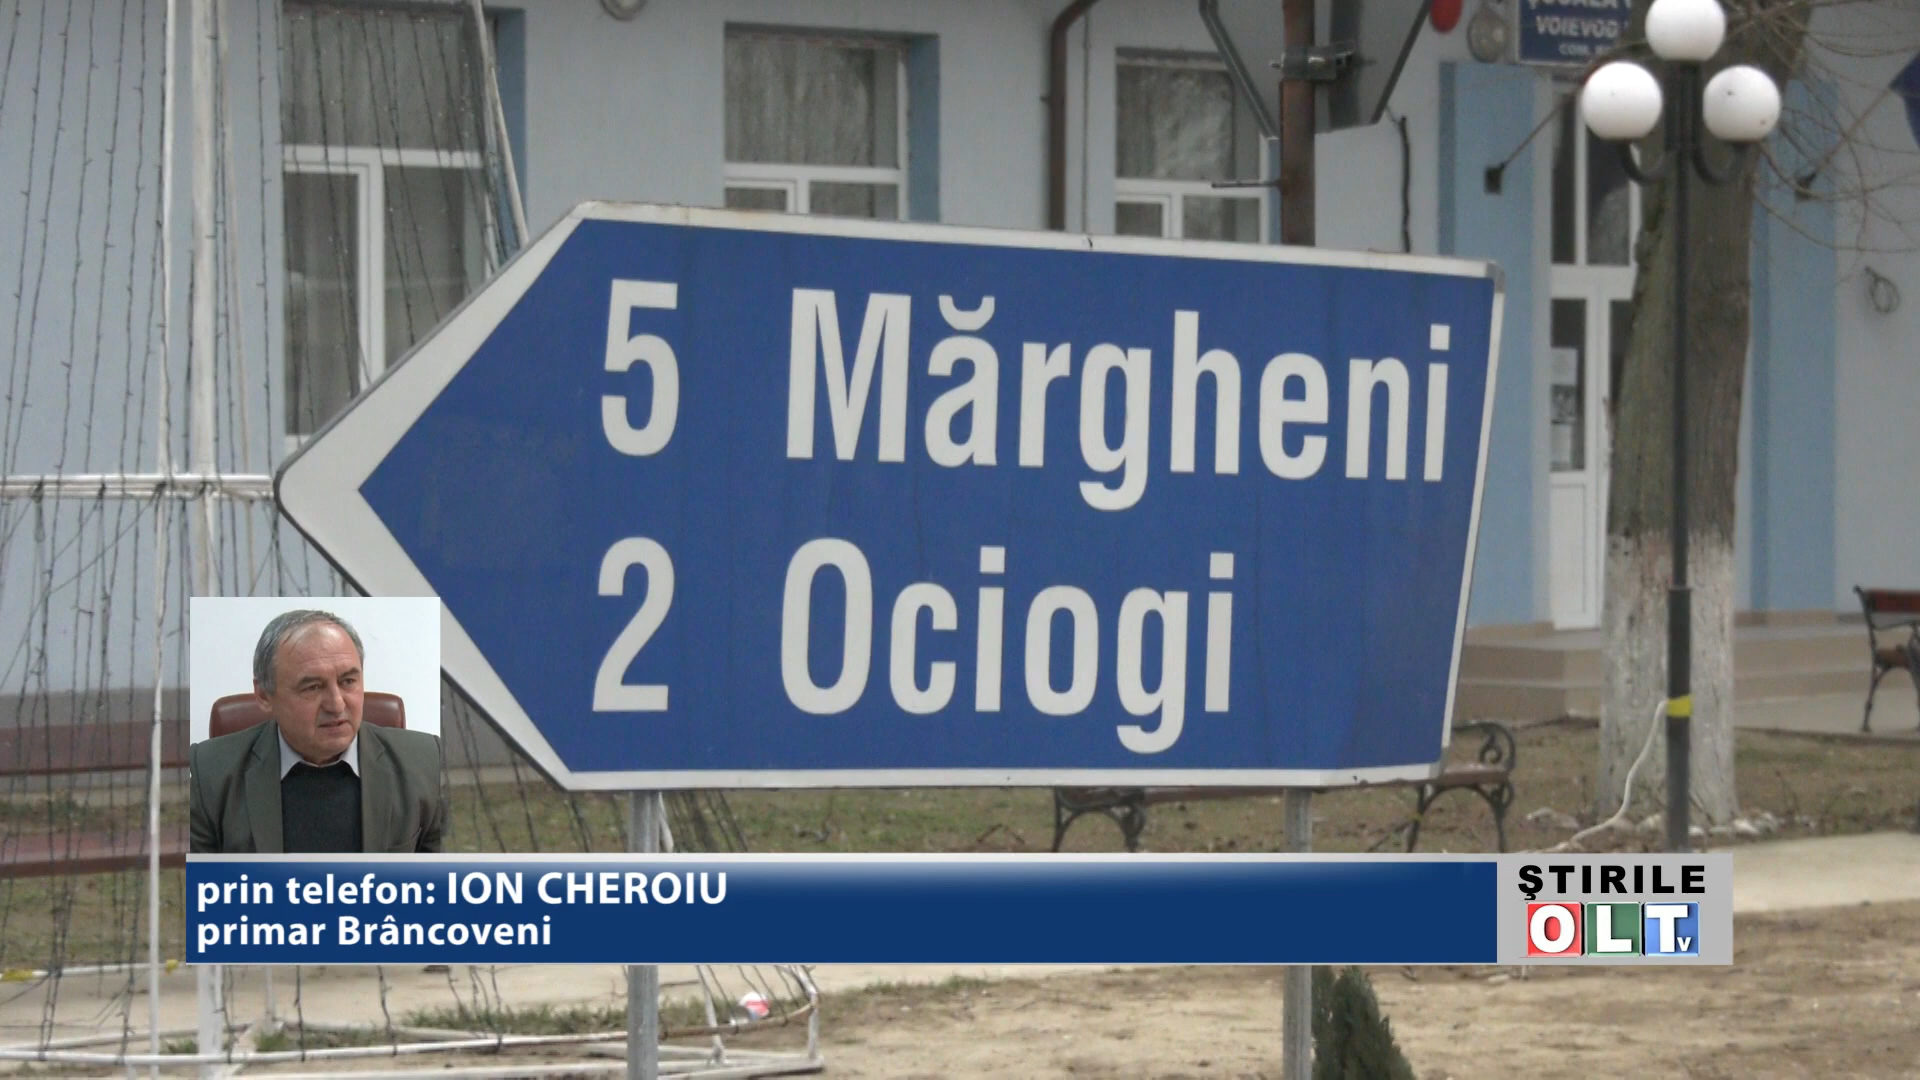 VOIEVOD
5 Mărgheni
2 Ociogi
prin telefon: ION CHEROIU
primar Brâncoveni
ŞTIRILE
OLTV